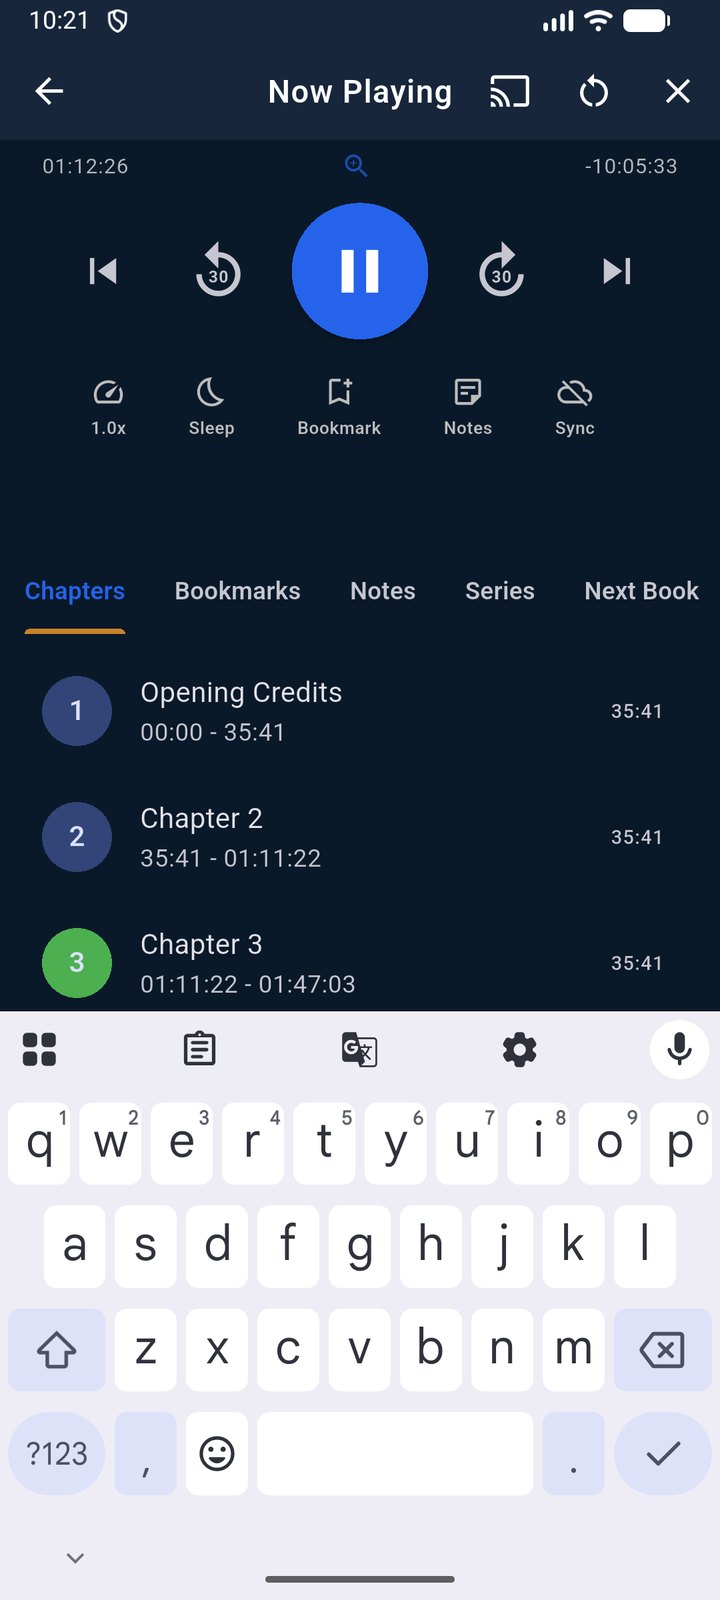 10:21
Now Playing
01:12:26 -10:05:33
30 30
1.0x Sleep Bookmark Notes Sync
Chapters Bookmarks Notes Series Next Book
1 Opening Credits 35:41
00:00 - 35:41
2 Chapter 2 35:41
35:41 - 01:11:22
3 Chapter 3 35:41
01:11:22 - 01:47:03
G 文
q1 w2 e3 r4 t5 y6 u7 i8 o9 p0
a s d f g h j k l
z x c v b n m
?123 , .